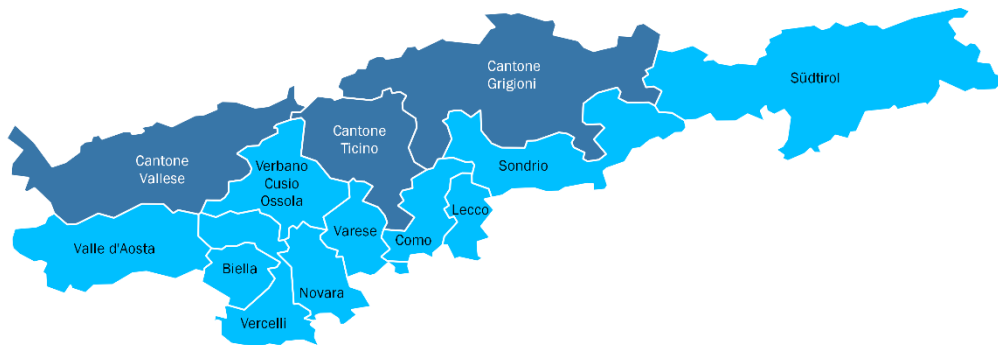 Cantone
Grigioni
Südtirol
Cantone
Ticino
Cantone
Vallese
Verbano
Cusio
Ossola
Sondrio
Lecco
Varese
Como
Valle d'Aosta
Biella
Novara
Vercelli